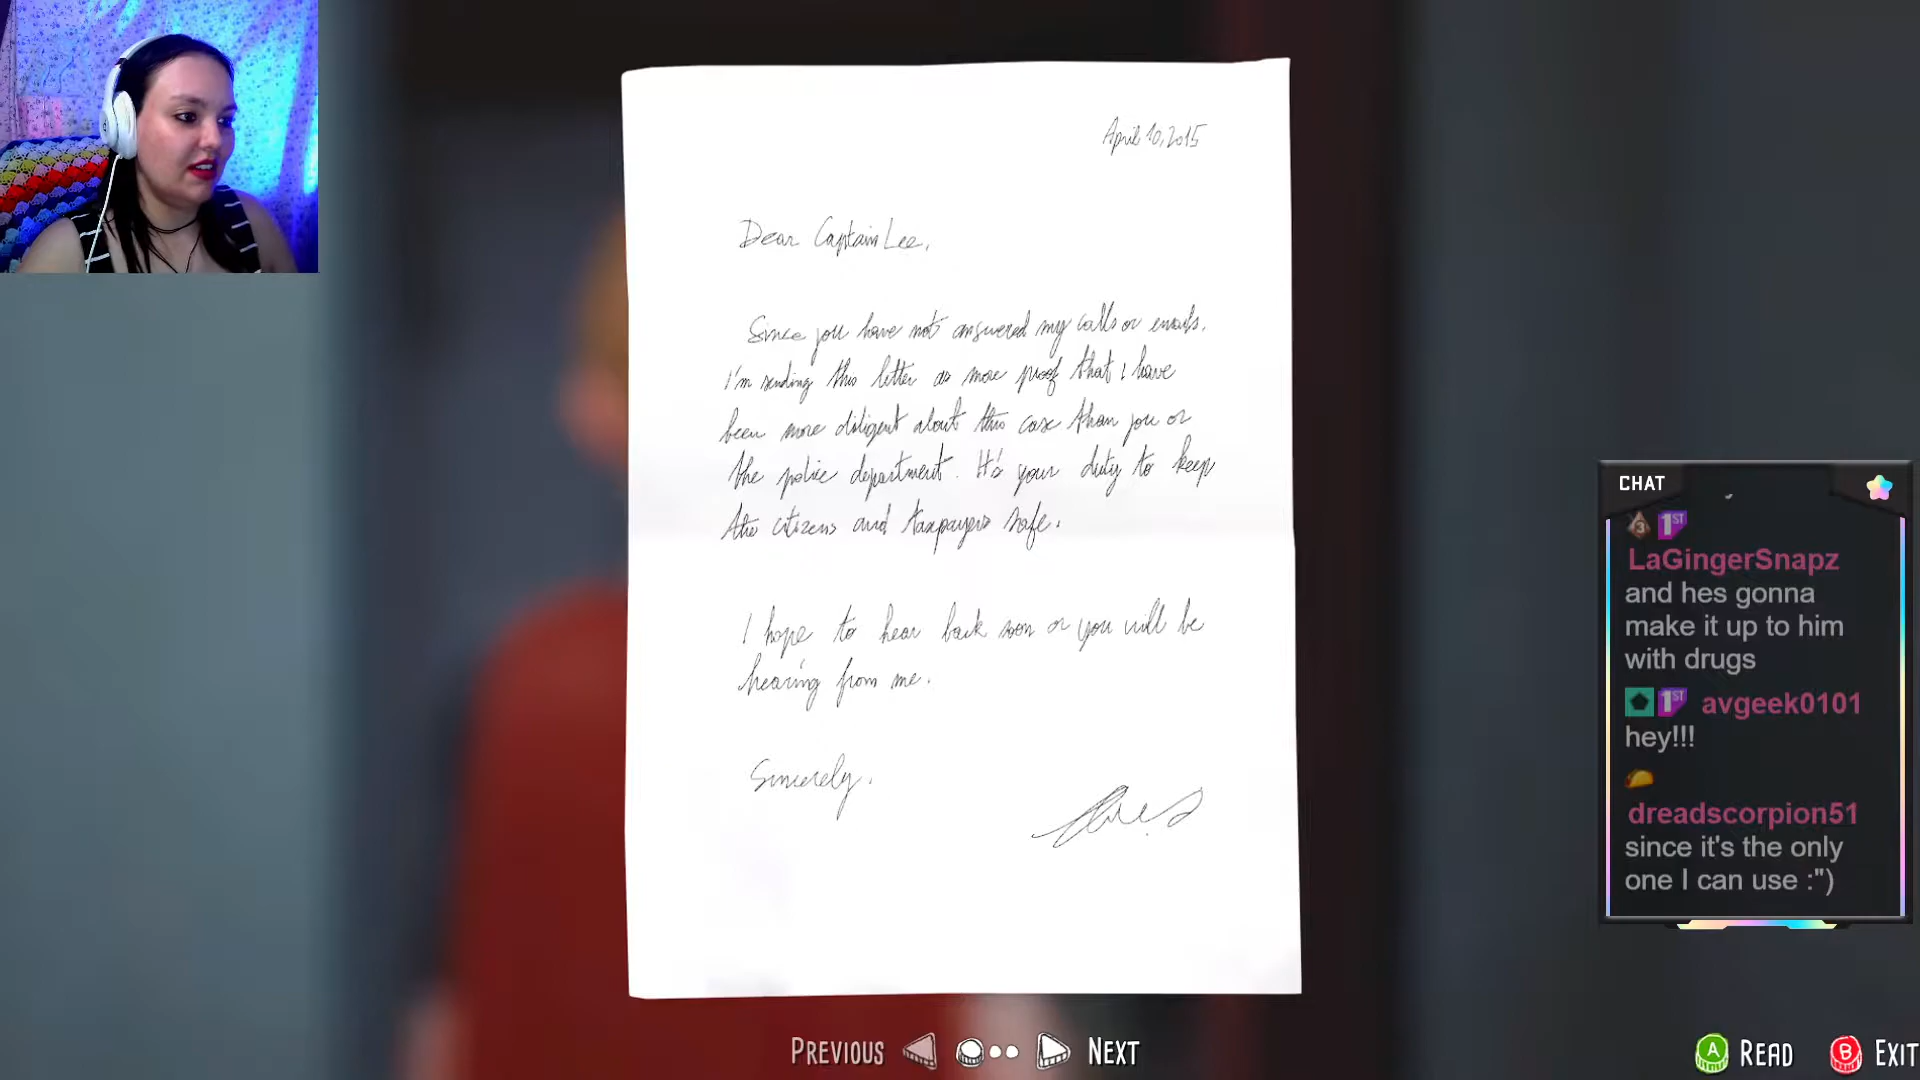 April 10, 2015
Dear Captain Lee,
Since you have not answered my calls or emails.
I'm sending this letter as more proof that I have
been more diligent about this case than you or
the police department. It's your duty to keep
the citizens and taxpayers safe.
I hope to hear back soon or you will be
hearing from me.
Sincerely.
PREVIOUS
NEXT
A READ
B EXIT
CHAT
3 1ST
LaGingerSnapz
and hes gonna
make it up to him
with drugs
1ST avgeek0101
hey!!!
dreadscorpion51
since it's the only
one I can use :")